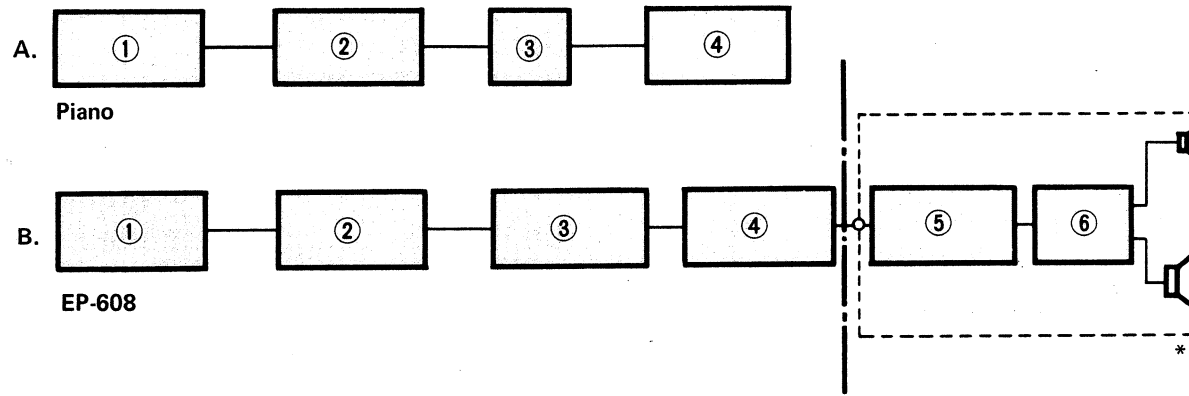 A. ① ② ③ ④
Piano
B. ① ② ③ ④ ⑤ ⑥
EP-608
*